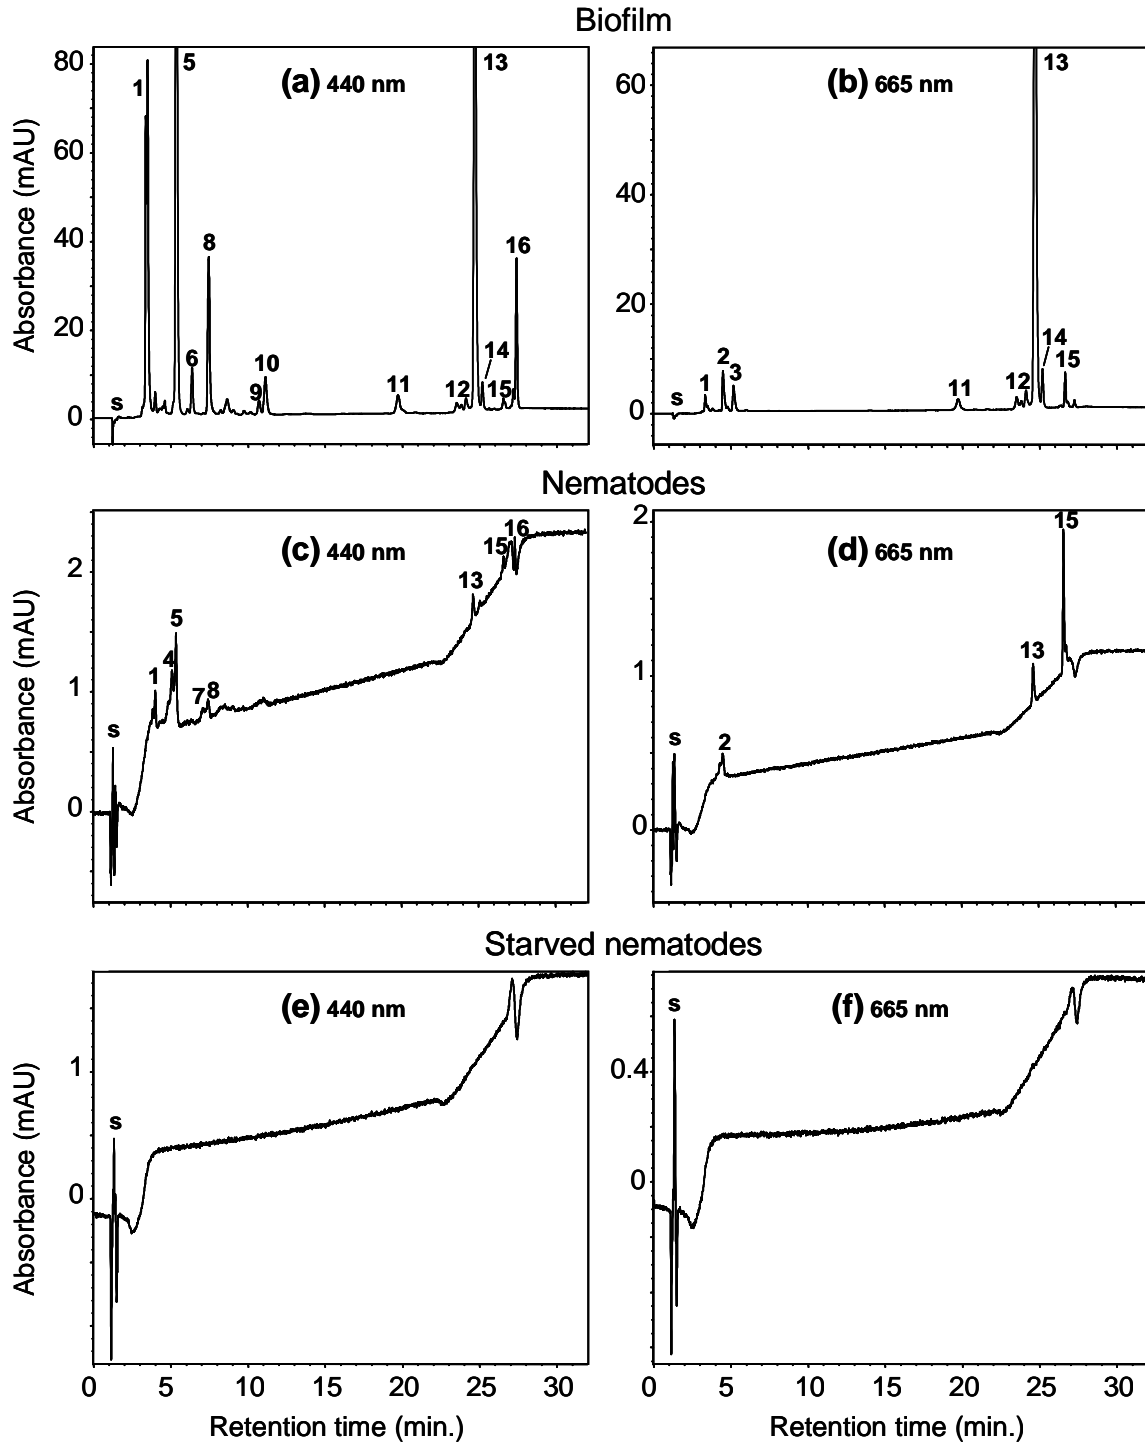 Biofilm
Absorbance (mAU)
80
60
40
20
0
(a) 440 nm
s
1
5
6
8
9
10
11
12
13
14
15
16
60
40
20
0
(b) 665 nm
s
1
2
3
11
12
13
14
15
Nematodes
Absorbance (mAU)
2
1
0
(c) 440 nm
s
1
4
5
7
8
13
15
16
2
1
0
(d) 665 nm
s
2
13
15
Starved nematodes
Absorbance (mAU)
1
0
(e) 440 nm
s
0.4
0
(f) 665 nm
s
0 5 10 15 20 25 30
0 5 10 15 20 25 30
Retention time (min.)
Retention time (min.)